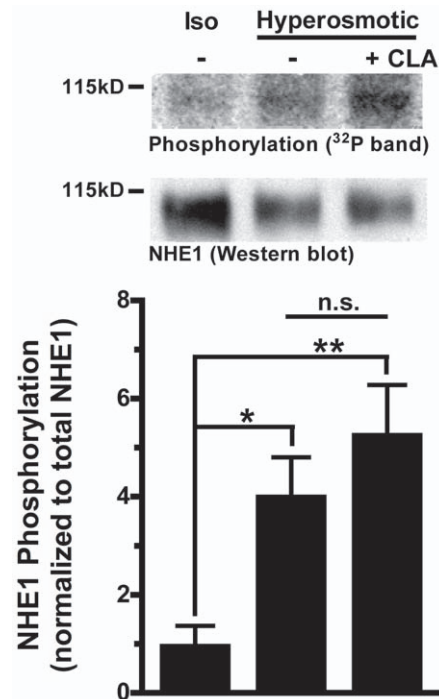 Iso Hyperosmotic
- - + CLA
115kD
Phosphorylation (³²P band)
115kD
NHE1 (Western blot)
NHE1 Phosphorylation
(normalized to total NHE1)
8
6
4
2
0
n.s.
**
*